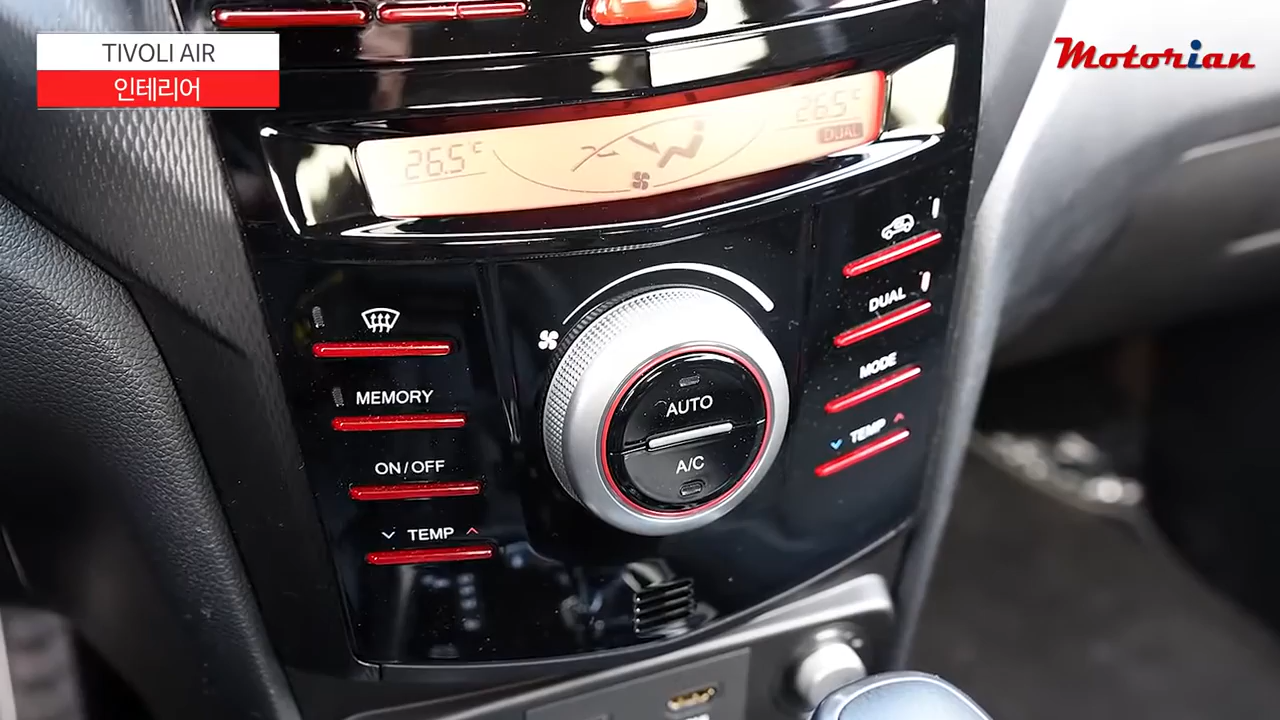 TIVOLI AIR
인테리어
Motorian
26.5°C
26.5°C
DUAL
DUAL
MEMORY
MODE
AUTO
TEMP
A/C
ON/OFF
TEMP